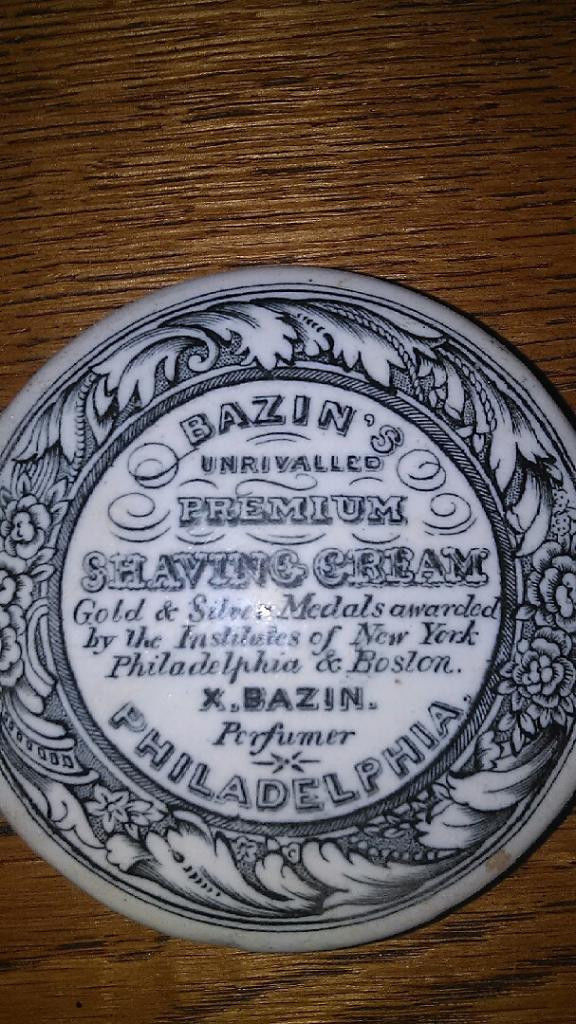 BAZIN'S
UNRIVALLED
PREMIUM
SHAVING CREAM
Gold & Silver Medals awarded
by the Institutes of New York
Philadelphia & Boston.
X. BAZIN.
Perfumer
PHILADELPHIA.